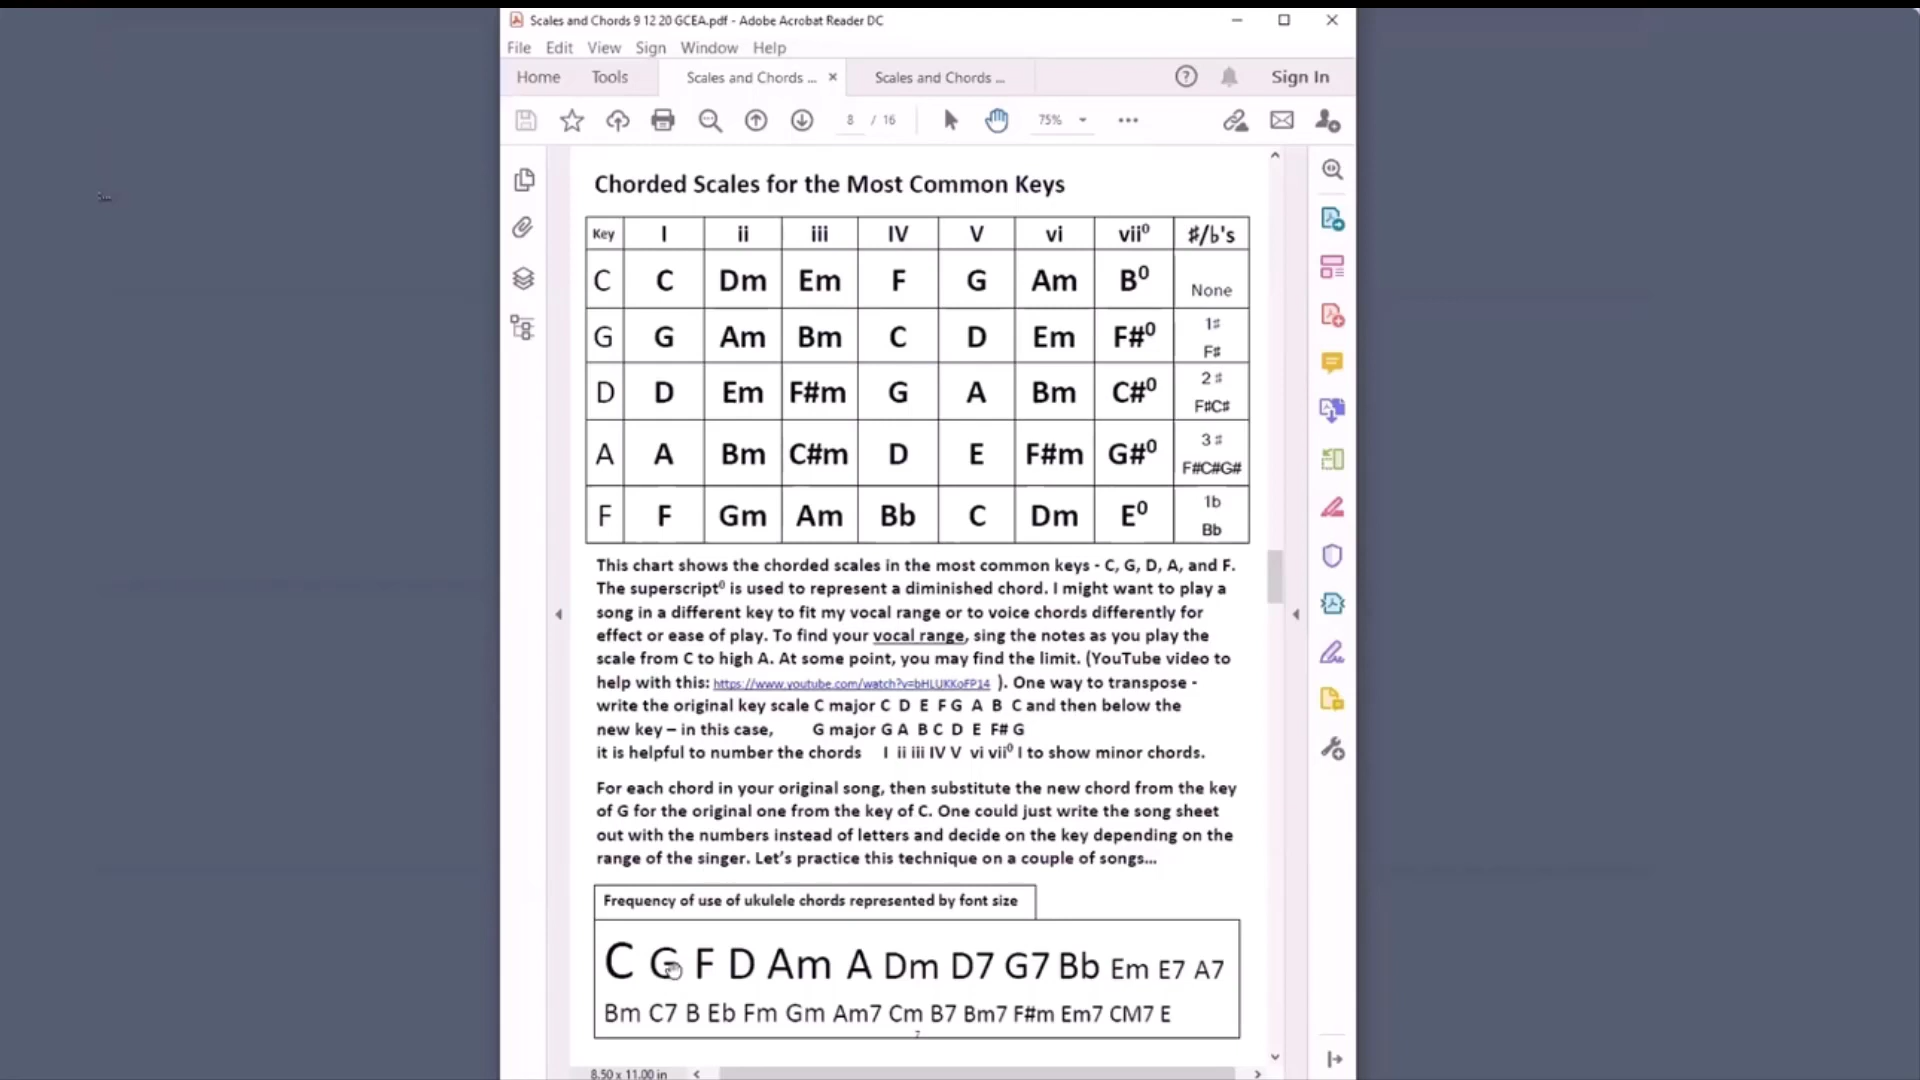 Scales and Chords 9 12 20 GCEA.pdf - Adobe Acrobat Reader DC
File Edit View Sign Window Help
Home Tools Scales and Chords ... × Scales and Chords ... Sign In
8 / 16 75%
Chorded Scales for the Most Common Keys
Key I ii iii IV V vi vii⁰ ♯/♭'s
C C Dm Em F G Am B⁰ None
G G Am Bm C D Em F#⁰ 1♯ F♯
D D Em F#m G A Bm C#⁰ 2 ♯ F♯C♯
A A Bm C#m D E F#m G#⁰ 3 ♯ F#C#G#
F F Gm Am Bb C Dm E⁰ 1b Bb
This chart shows the chorded scales in the most common keys - C, G, D, A, and F.
The superscript⁰ is used to represent a diminished chord. I might want to play a
song in a different key to fit my vocal range or to voice chords differently for
effect or ease of play. To find your vocal range, sing the notes as you play the
scale from C to high A. At some point, you may find the limit. (YouTube video to
help with this: https://www.youtube.com/watch?v=bHLUKKoFP14 ). One way to transpose -
write the original key scale C major C D E F G A B C and then below the
new key – in this case, G major G A B C D E F# G
it is helpful to number the chords I ii iii IV V vi vii⁰ I to show minor chords.
For each chord in your original song, then substitute the new chord from the key
of G for the original one from the key of C. One could just write the song sheet
out with the numbers instead of letters and decide on the key depending on the
range of the singer. Let's practice this technique on a couple of songs...
Frequency of use of ukulele chords represented by font size
C G F D Am A Dm D7 G7 Bb Em E7 A7
Bm C7 B Eb Fm Gm Am7 Cm B7 Bm7 F#m Em7 CM7 E
7
8.50 x 11.00 in